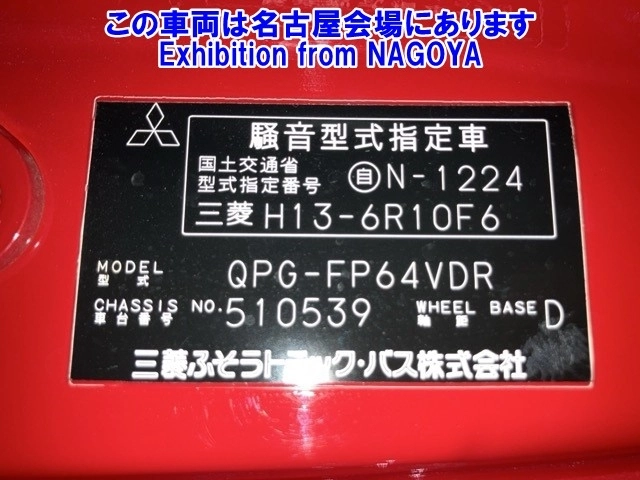 この車両は名古屋会場にあります
Exhibition from NAGOYA
騒音型式指定車
国土交通省
型式指定番号 自N-1224
三菱 H13-6R10F6
MODEL QPG-FP64VDR
型式
CHASSIS NO. 510539 WHEEL BASE D
車台番号 軸距
三菱ふそうトラック・バス株式会社